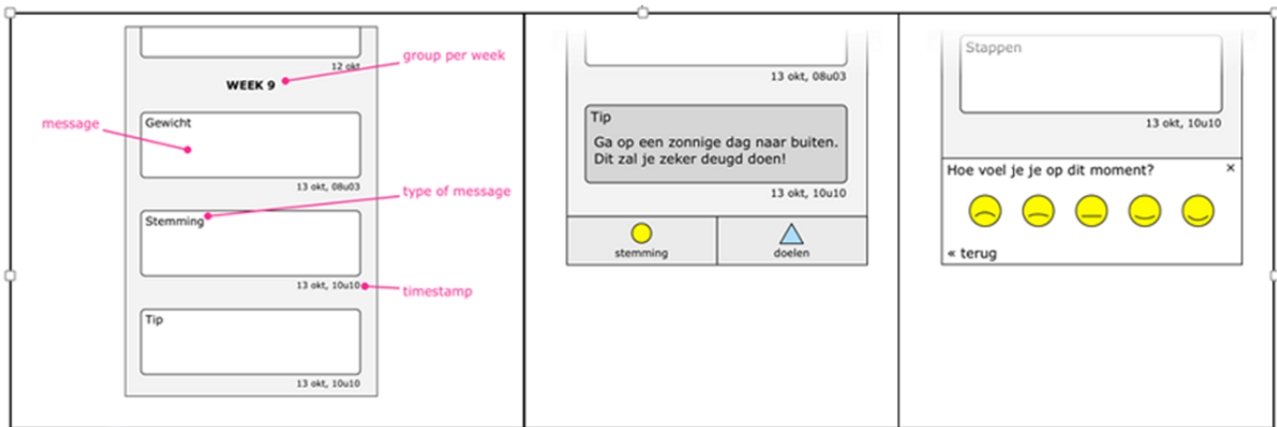 12 okt
group per week
WEEK 9
message
Gewicht
13 okt, 08u03
type of message
Stemming
13 okt, 10u10
timestamp
Tip
13 okt, 10u10
13 okt, 08u03
Tip
Ga op een zonnige dag naar buiten.
Dit zal je zeker deugd doen!
13 okt, 10u10
stemming
doelen
Stappen
13 okt, 10u10
Hoe voel je je op dit moment?
×
« terug